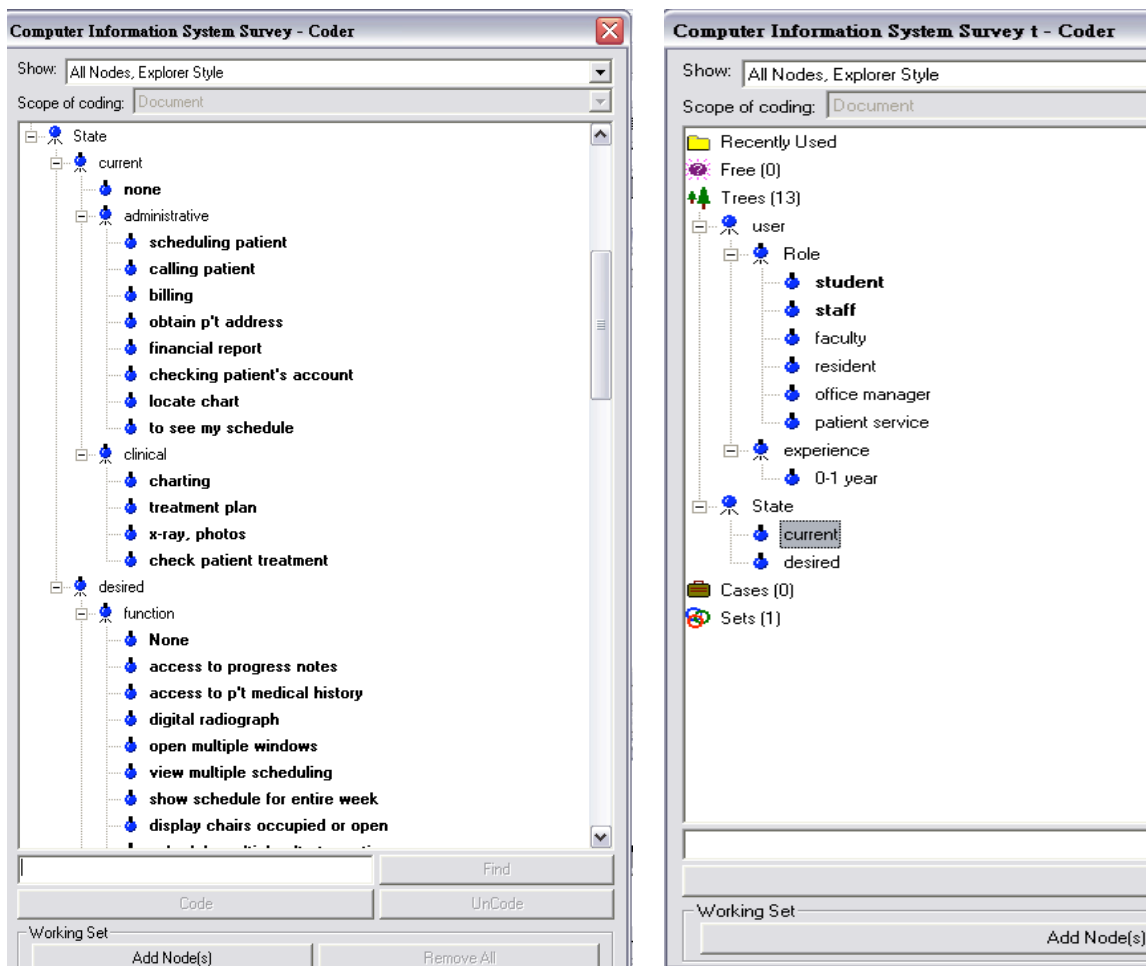 Computer Information System Survey - Coder
Show: All Nodes, Explorer Style
Scope of coding: Document
State
current
none
administrative
scheduling patient
calling patient
billing
obtain p't address
financial report
checking patient's account
locate chart
to see my schedule
clinical
charting
treatment plan
x-ray, photos
check patient treatment
desired
function
None
access to progress notes
access to p't medical history
digital radiograph
open multiple windows
view multiple scheduling
show schedule for entire week
display chairs occupied or open
Find
Code UnCode
Working Set
Add Node(s) Remove All
Computer Information System Survey t - Coder
Show: All Nodes, Explorer Style
Scope of coding: Document
Recently Used
Free (0)
Trees (13)
user
Role
student
staff
faculty
resident
office manager
patient service
experience
0-1 year
State
current
desired
Cases (0)
Sets (1)
Working Set
Add Node(s)